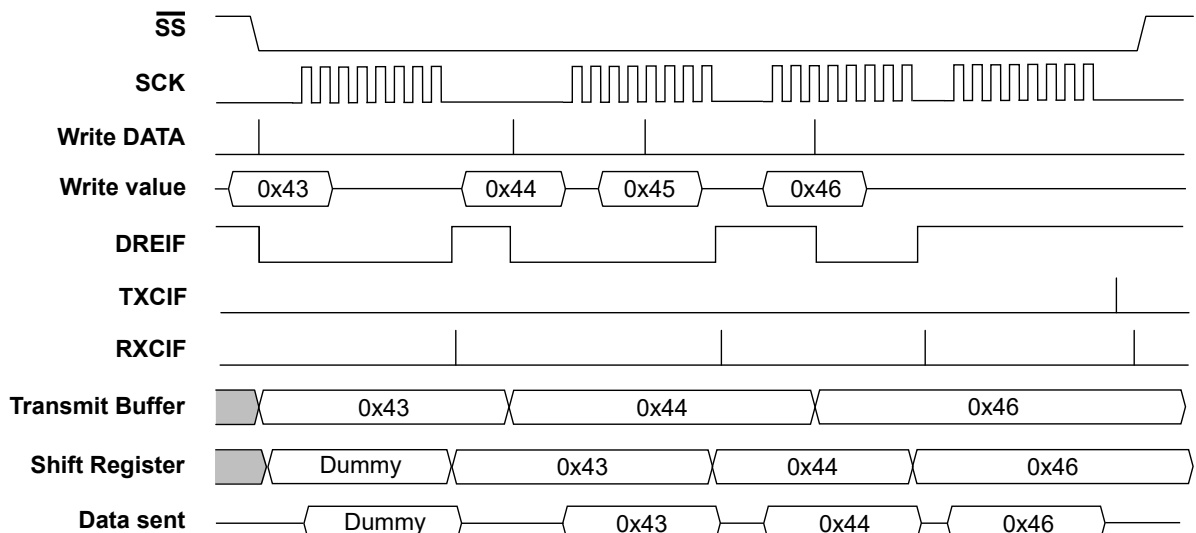 SS
SCK
Write DATA
Write value 0x43 0x44 0x45 0x46
DREIF
TXCIF
RXCIF
Transmit Buffer 0x43 0x44 0x46
Shift Register Dummy 0x43 0x44 0x46
Data sent Dummy 0x43 0x44 0x46